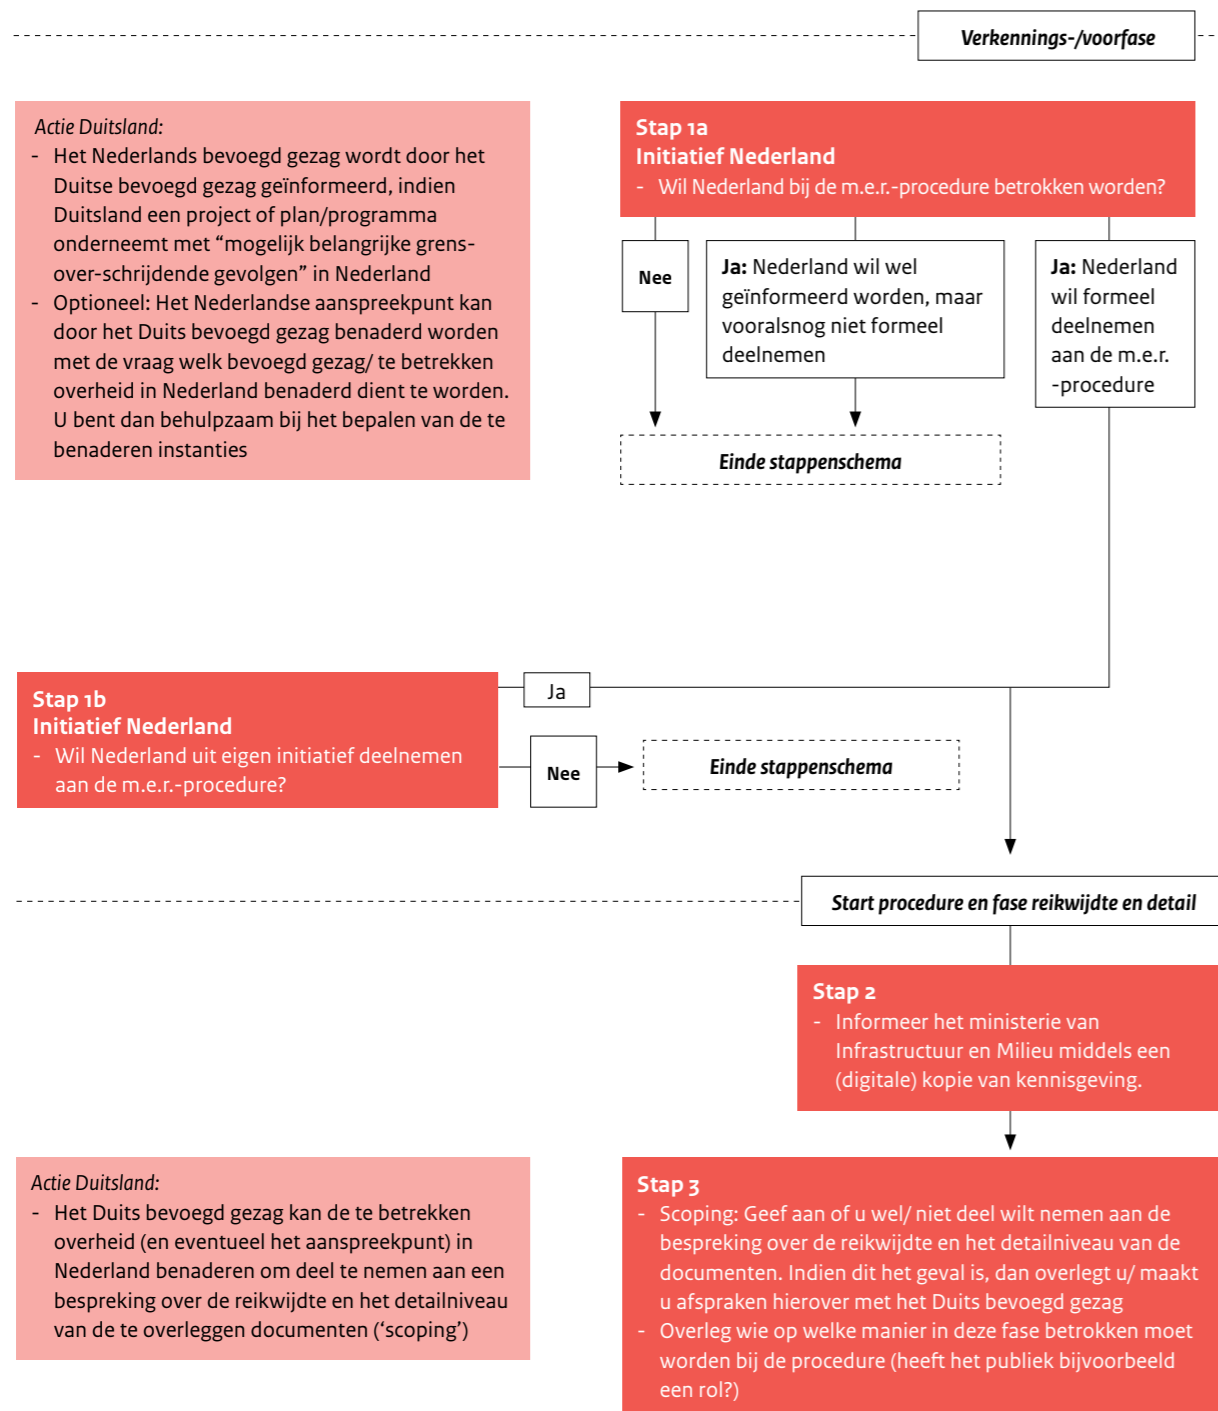 Verkennings-/voorfase
Actie Duitsland:
- Het Nederlands bevoegd gezag wordt door het
Duitse bevoegd gezag geïnformeerd, indien
Duitsland een project of plan/programma
onderneemt met “mogelijk belangrijke grens-
over-schrijdende gevolgen” in Nederland
- Optioneel: Het Nederlandse aanspreekpunt kan
door het Duits bevoegd gezag benaderd worden
met de vraag welk bevoegd gezag/ te betrekken
overheid in Nederland benaderd dient te worden.
U bent dan behulpzaam bij het bepalen van de te
benaderen instanties
Stap 1a
Initiatief Nederland
- Wil Nederland bij de m.e.r.-procedure betrokken worden?
Nee
Ja: Nederland wil wel
geïnformeerd worden, maar
vooralsnog niet formeel
deelnemen
Ja: Nederland
wil formeel
deelnemen
aan de m.e.r.
-procedure
Einde stappenschema
Stap 1b
Initiatief Nederland
- Wil Nederland uit eigen initiatief deelnemen
aan de m.e.r.-procedure?
Ja
Nee
Einde stappenschema
Start procedure en fase reikwijdte en detail
Stap 2
- Informeer het ministerie van
Infrastructuur en Milieu middels een
(digitale) kopie van kennisgeving.
Actie Duitsland:
- Het Duits bevoegd gezag kan de te betrekken
overheid (en eventueel het aanspreekpunt) in
Nederland benaderen om deel te nemen aan een
bespreking over de reikwijdte en het detailniveau
van de te overleggen documenten (‘scoping’)
Stap 3
- Scoping: Geef aan of u wel/ niet deel wilt nemen aan de
bespreking over de reikwijdte en het detailniveau van de
documenten. Indien dit het geval is, dan overlegt u/ maakt
u afspraken hierover met het Duits bevoegd gezag
- Overleg wie op welke manier in deze fase betrokken moet
worden bij de procedure (heeft het publiek bijvoorbeeld
een rol?)